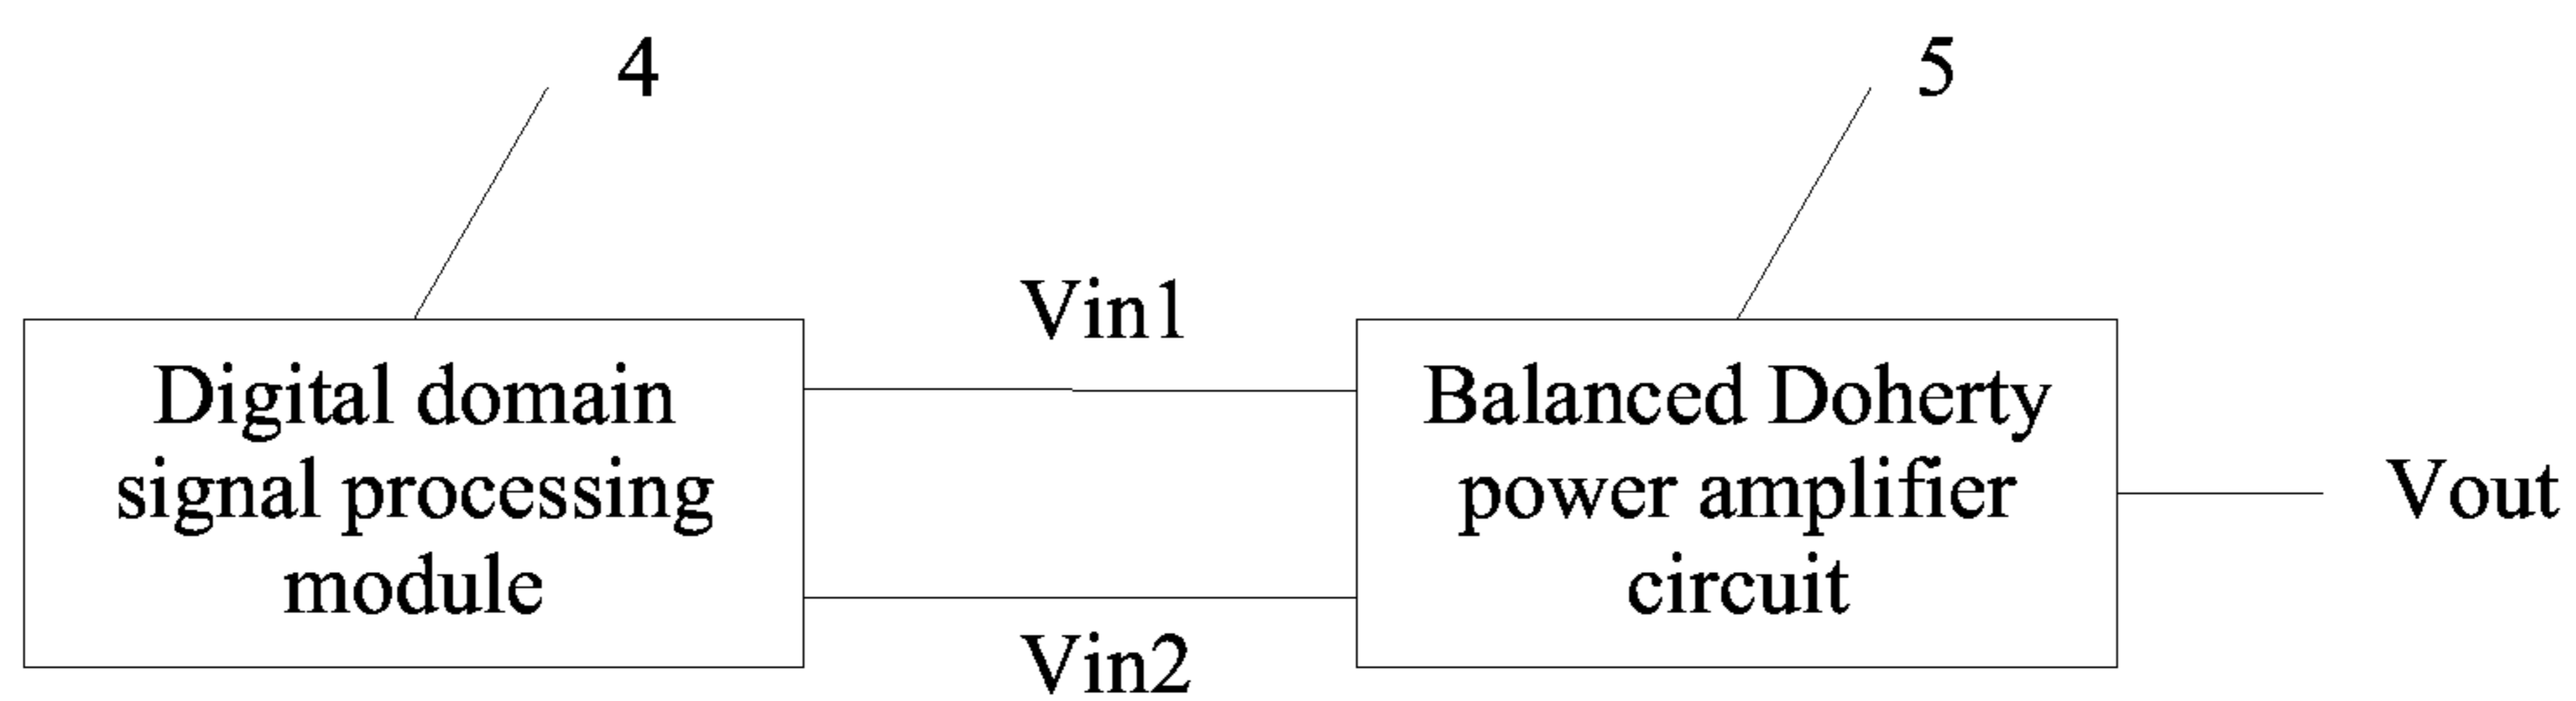 4
5
Vin1
Digital domain
signal processing
module
Balanced Doherty
power amplifier
circuit
Vout
Vin2